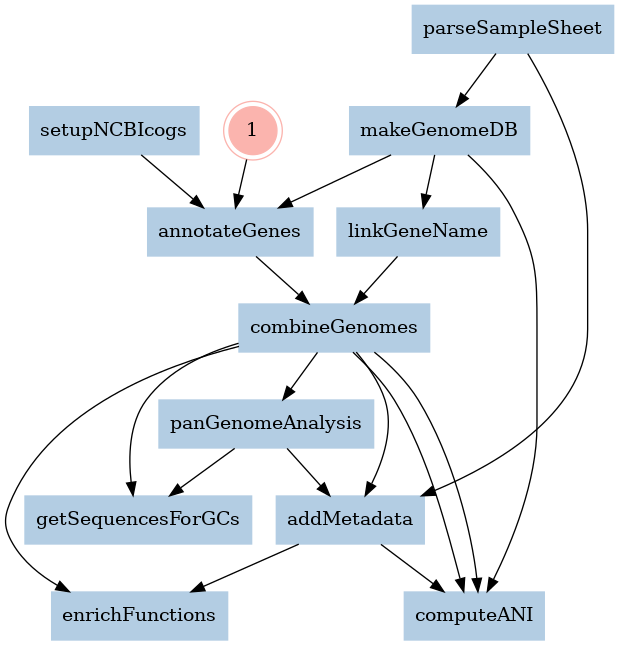 parseSampleSheet
setupNCBIcogs
1
makeGenomeDB
annotateGenes
linkGeneName
combineGenomes
panGenomeAnalysis
getSequencesForGCs
addMetadata
enrichFunctions
computeANI